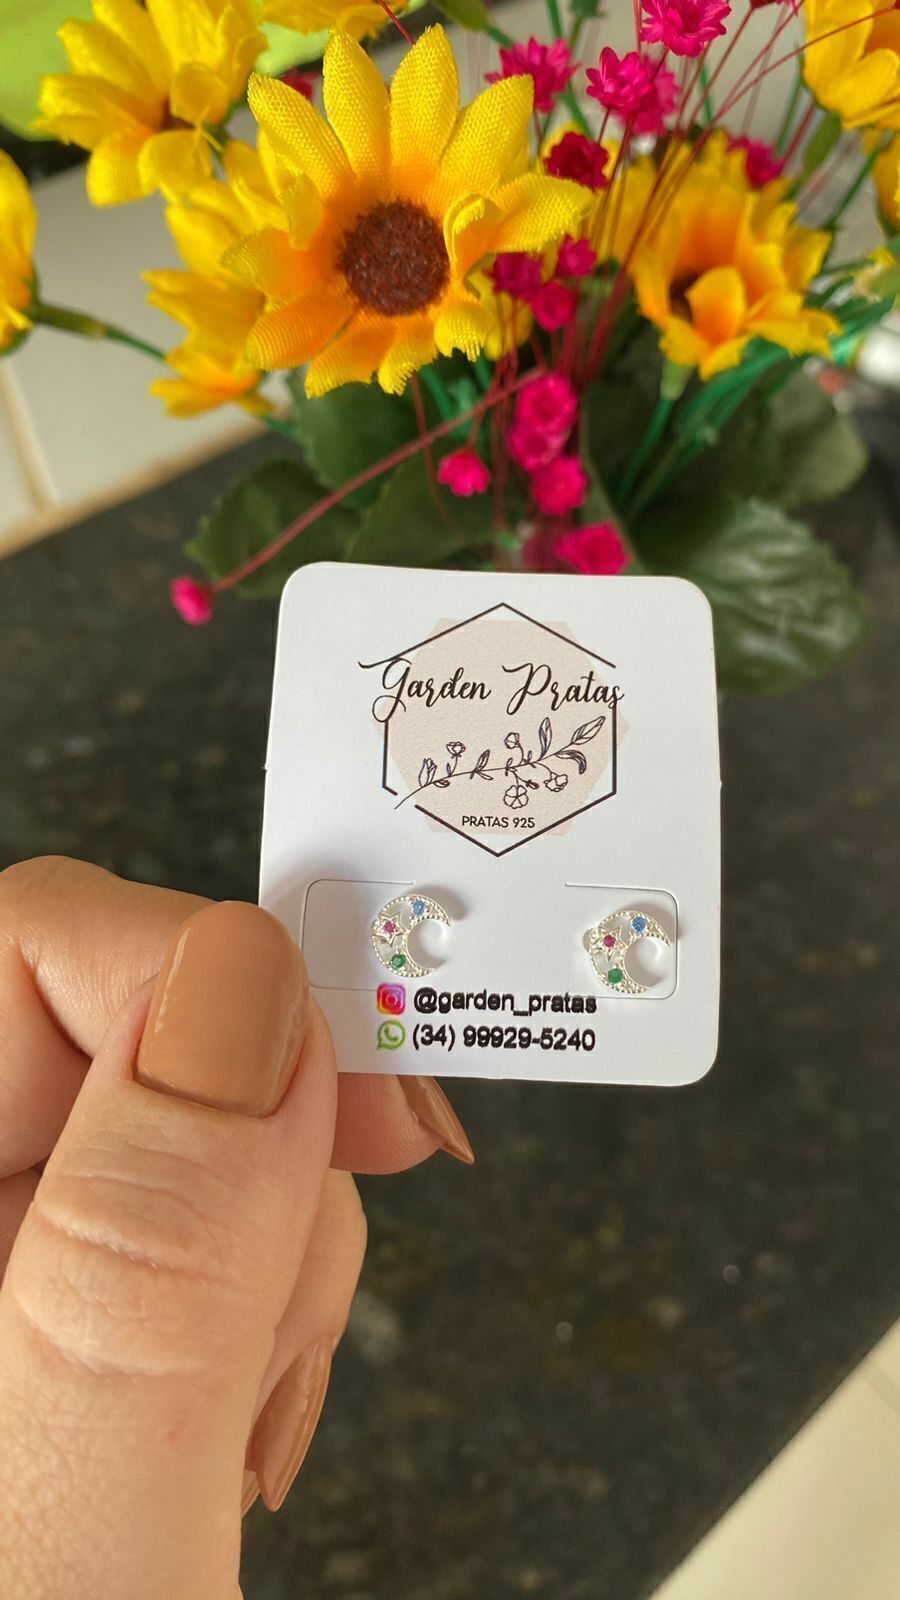 Garden Pratas
PRATAS 925
@garden_pratas
(34) 99929-5240